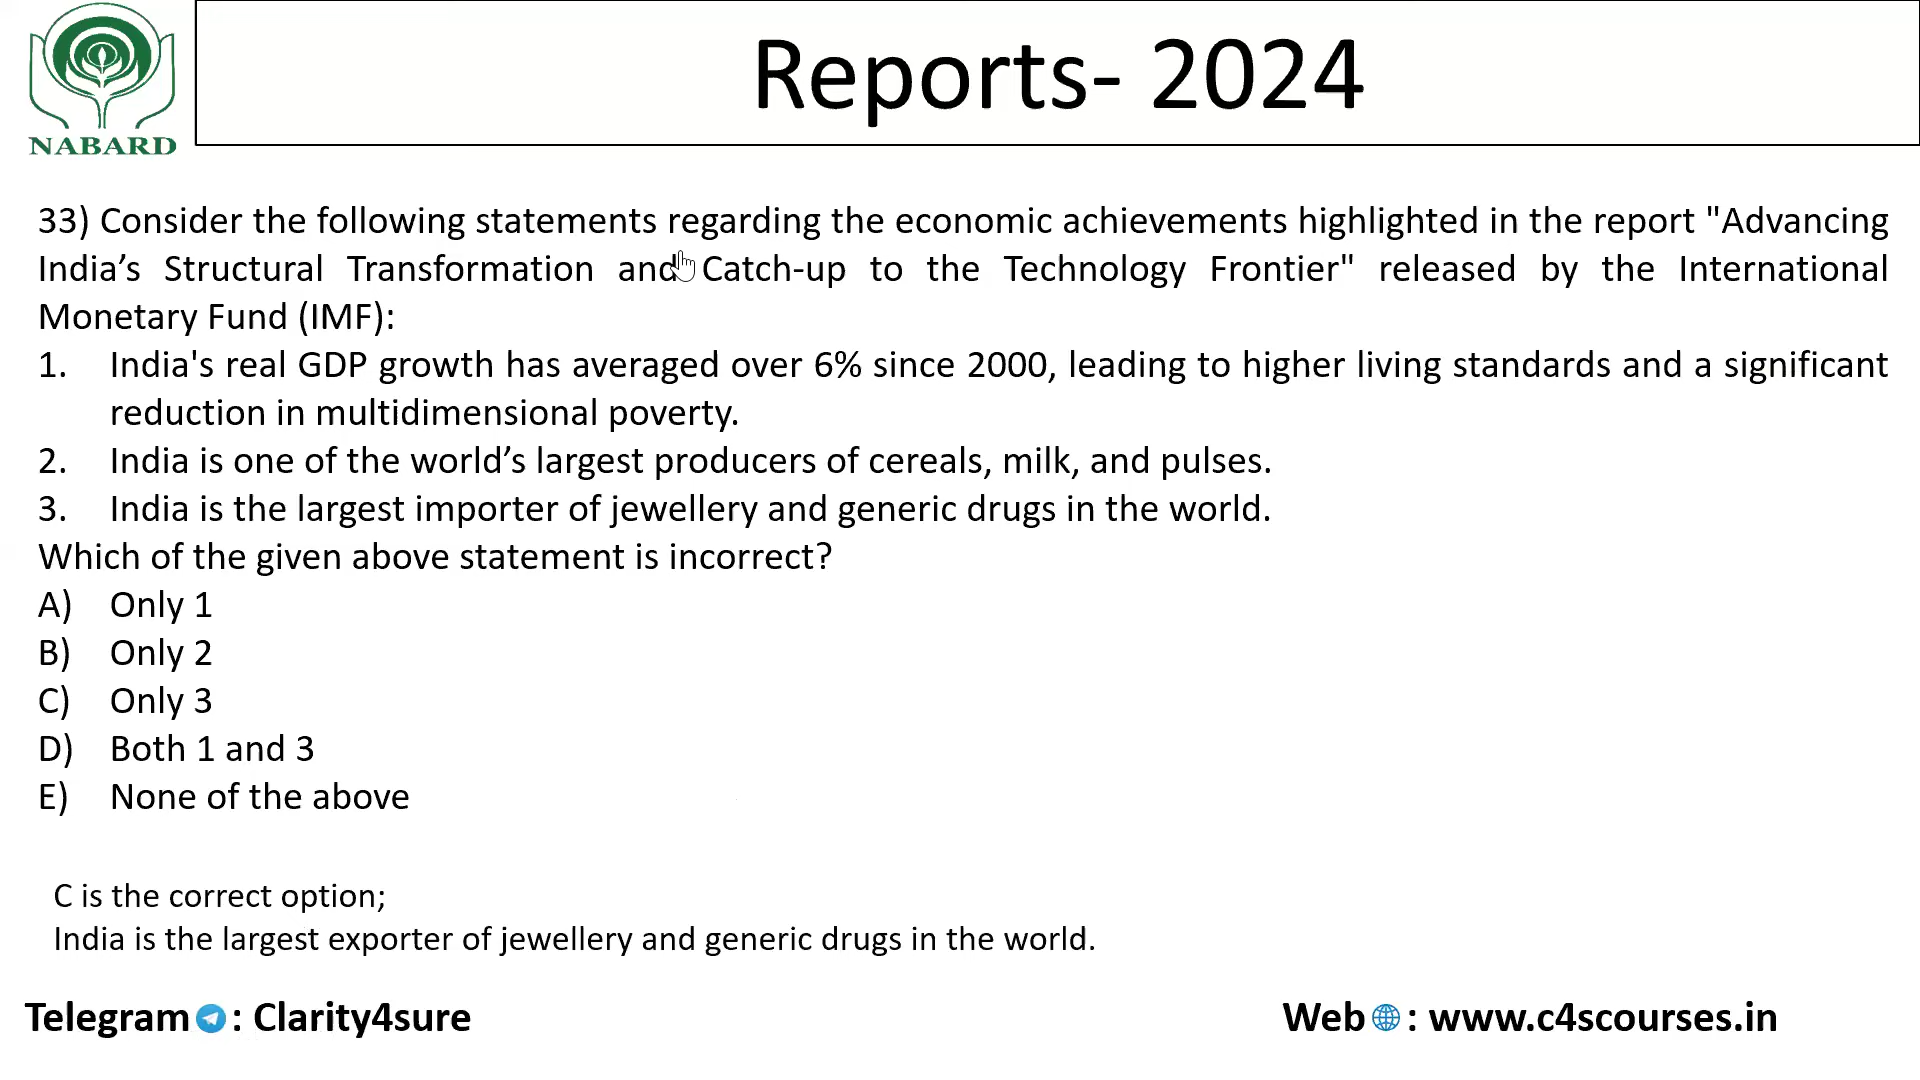 NABARD
Reports- 2024
33) Consider the following statements regarding the economic achievements highlighted in the report "Advancing
India’s Structural Transformation and Catch-up to the Technology Frontier" released by the International
Monetary Fund (IMF):
1. India's real GDP growth has averaged over 6% since 2000, leading to higher living standards and a significant
reduction in multidimensional poverty.
2. India is one of the world’s largest producers of cereals, milk, and pulses.
3. India is the largest importer of jewellery and generic drugs in the world.
Which of the given above statement is incorrect?
A) Only 1
B) Only 2
C) Only 3
D) Both 1 and 3
E) None of the above
C is the correct option;
India is the largest exporter of jewellery and generic drugs in the world.
Telegram : Clarity4sure
Web : www.c4scourses.in